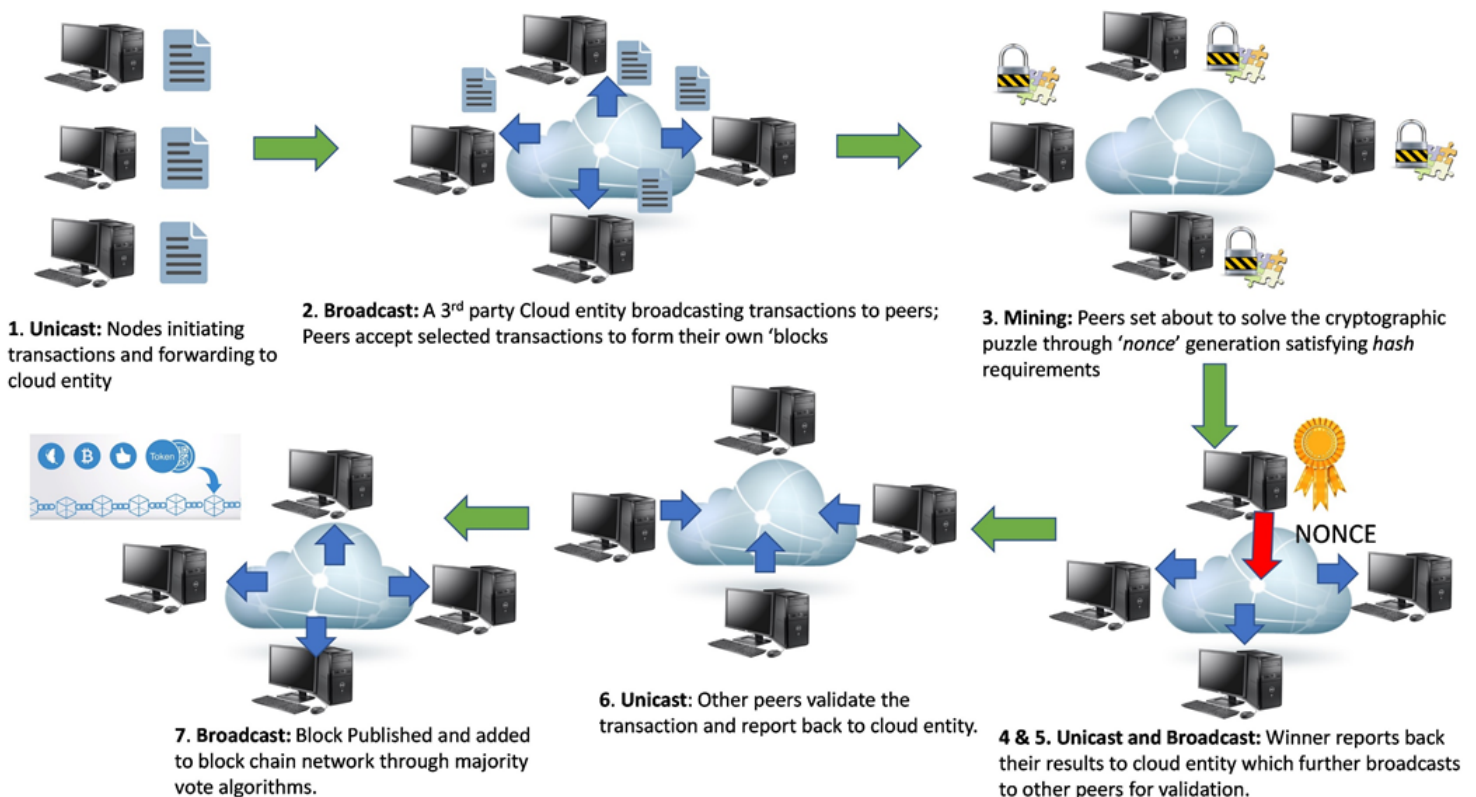 1. Unicast: Nodes initiating
transactions and forwarding to
cloud entity
2. Broadcast: A 3rd party Cloud entity broadcasting transactions to peers;
Peers accept selected transactions to form their own ‘blocks
3. Mining: Peers set about to solve the cryptographic
puzzle through ‘nonce’ generation satisfying hash
requirements
NONCE
4 & 5. Unicast and Broadcast: Winner reports back
their results to cloud entity which further broadcasts
to other peers for validation.
6. Unicast: Other peers validate the
transaction and report back to cloud entity.
Token
7. Broadcast: Block Published and added
to block chain network through majority
vote algorithms.